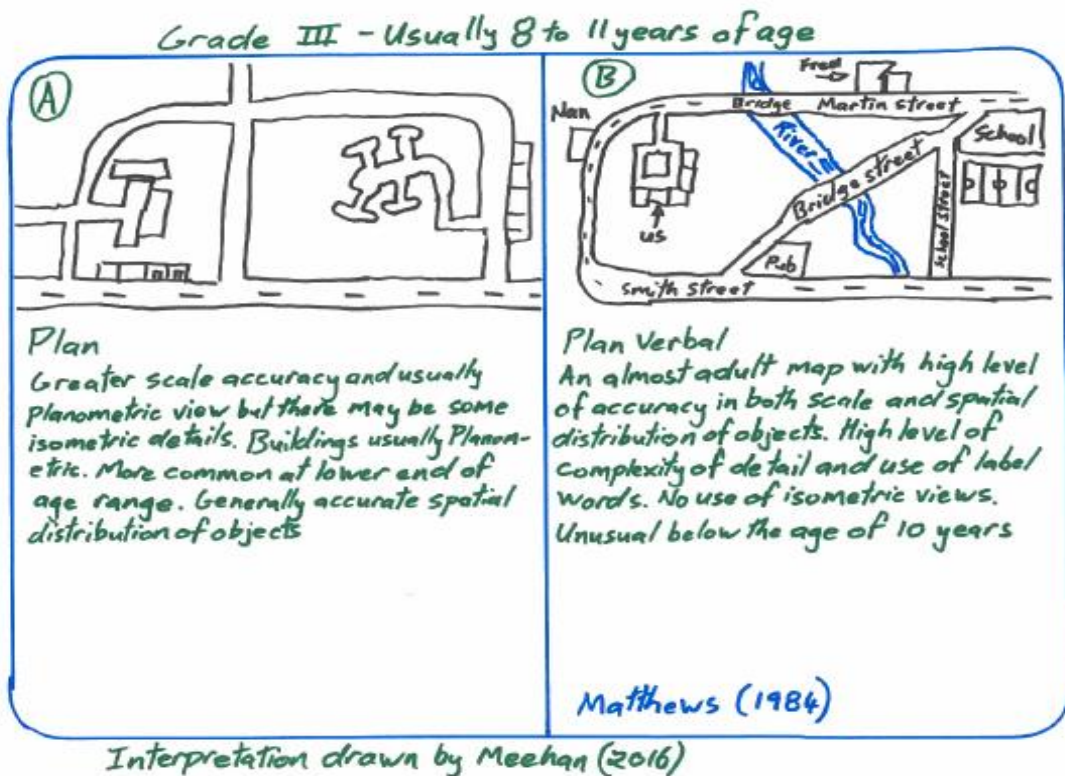 Grade III - Usually 8 to 11 years of age
A
Plan
Greater scale accuracy and usually
planometric view but there may be some
isometric details. Buildings usually Planom-
etric. More common at lower end of
age range. Generally accurate spatial
distribution of objects
B
Fred
Nan
Bridge Martin street
River
School
Bridge street
School street
us
Pub
Smith Street
Plan Verbal
An almost adult map with high level
of accuracy in both scale and spatial
distribution of objects. High level of
complexity of detail and use of label
words. No use of isometric views.
Unusual below the age of 10 years
Matthews (1984)
Interpretation drawn by Meehan (2016)